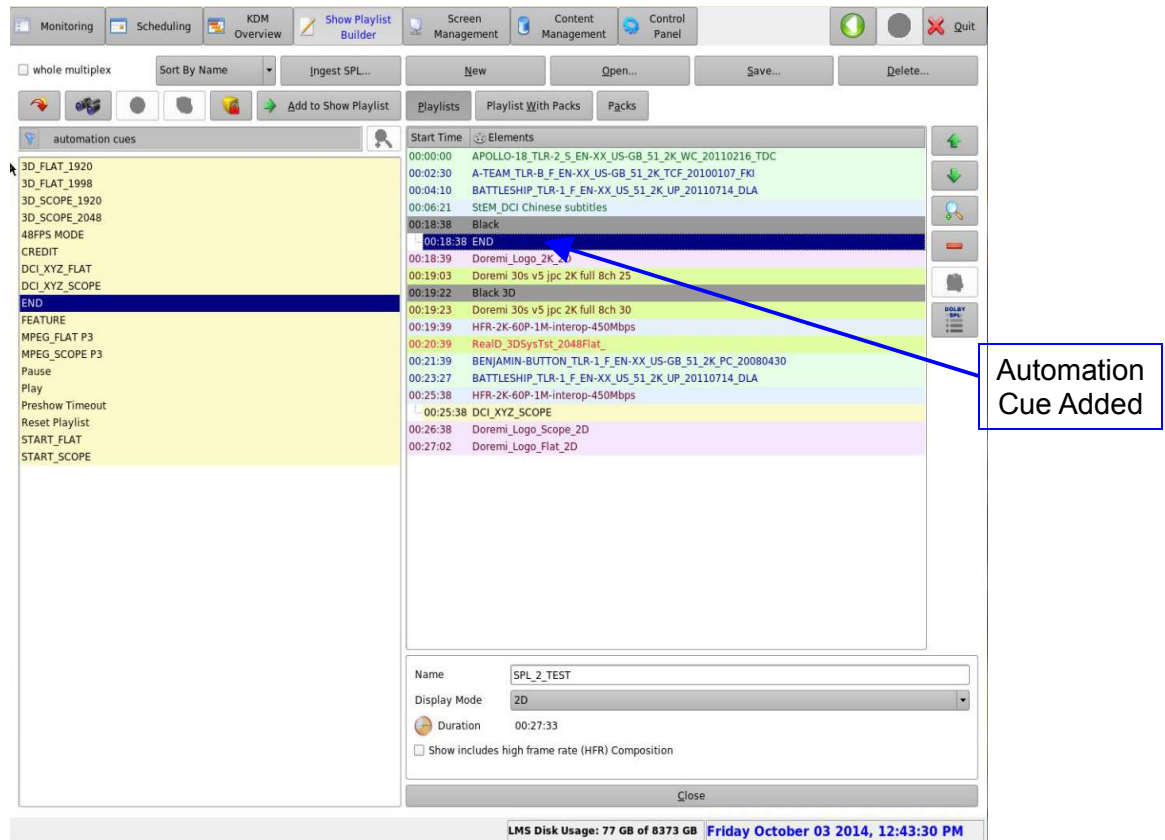 Monitoring
Scheduling
KDM Overview
Show Playlist Builder
Screen Management
Content Management
Control Panel
Quit
whole multiplex
Sort By Name
Ingest SPL...
New
Open...
Save...
Delete...
Add to Show Playlist
Playlists
Playlist With Packs
Packs
automation cues
3D_FLAT_1920
3D_FLAT_1998
3D_SCOPE_1920
3D_SCOPE_2048
48FPS MODE
CREDIT
DCI_XYZ_FLAT
DCI_XYZ_SCOPE
END
FEATURE
MPEG_FLAT P3
MPEG_SCOPE P3
Pause
Play
Preshow Timeout
Reset Playlist
START_FLAT
START_SCOPE
Start Time Elements
00:00:00 APOLLO-18_TLR-2_S_EN-XX_US-GB_51_2K_WC_20110216_TDC
00:02:30 A-TEAM_TLR-B_F_EN-XX_US-GB_51_2K_TCF_20100107_FKI
00:04:10 BATTLESHIP_TLR-1_F_EN-XX_US_51_2K_UP_20110714_DLA
00:06:21 StEM_DCI Chinese subtitles
00:18:38 Black
00:18:38 END
00:18:39 Doremi_Logo_2K_2D
00:19:03 Doremi 30s v5 jpc 2K full 8ch 25
00:19:22 Black 3D
00:19:23 Doremi 30s v5 jpc 2K full 8ch 30
00:19:39 HFR-2K-60P-1M-interop-450Mbps
00:20:39 RealD_3DSysTst_2048Flat_
00:21:39 BENJAMIN-BUTTON_TLR-1_F_EN-XX_US-GB_51_2K_PC_20080430
00:23:27 BATTLESHIP_TLR-1_F_EN-XX_US_51_2K_UP_20110714_DLA
00:25:38 HFR-2K-60P-1M-interop-450Mbps
00:25:38 DCI_XYZ_SCOPE
00:26:38 Doremi_Logo_Scope_2D
00:27:02 Doremi_Logo_Flat_2D
DOLBY
SPL
Automation
Cue Added
Name SPL_2_TEST
Display Mode 2D
Duration 00:27:33
Show includes high frame rate (HFR) Composition
Close
LMS Disk Usage: 77 GB of 8373 GB
Friday October 03 2014, 12:43:30 PM